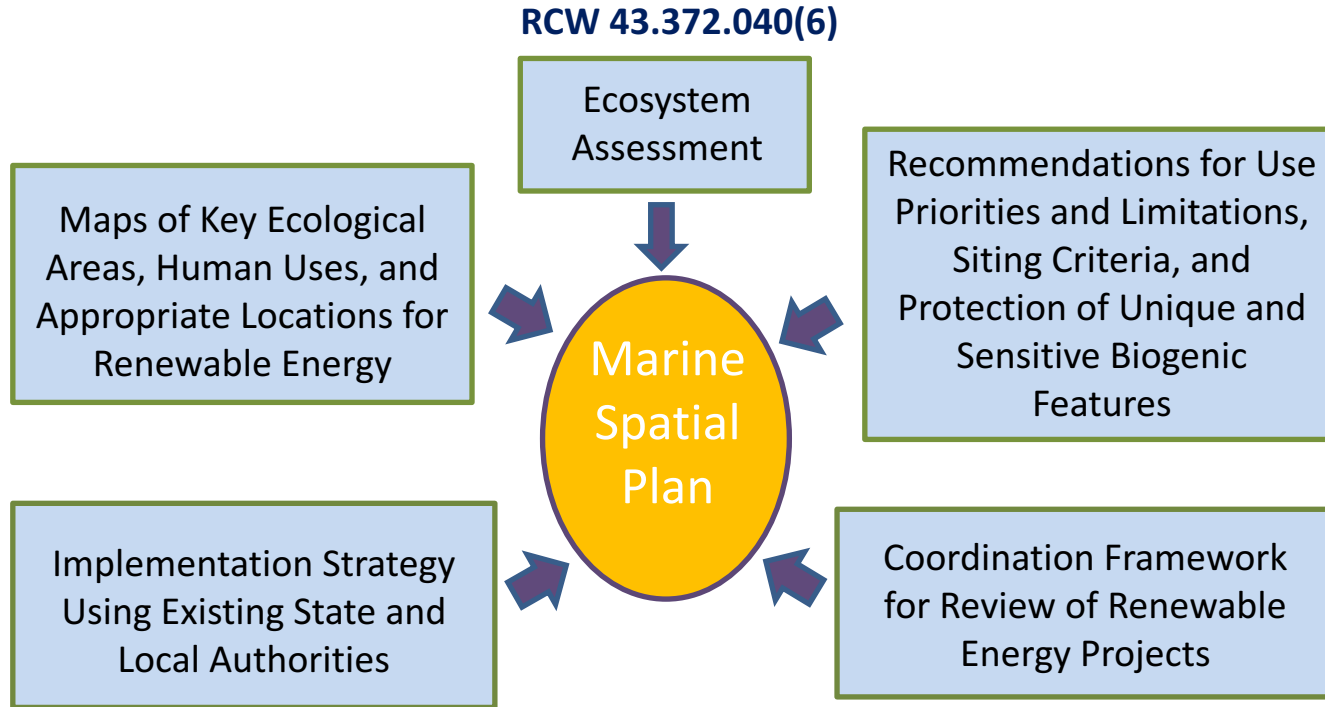 RCW 43.372.040(6)
Ecosystem
Assessment
Maps of Key Ecological
Areas, Human Uses, and
Appropriate Locations for
Renewable Energy
Recommendations for Use
Priorities and Limitations,
Siting Criteria, and
Protection of Unique and
Sensitive Biogenic
Features
Marine
Spatial
Plan
Implementation Strategy
Using Existing State and
Local Authorities
Coordination Framework
for Review of Renewable
Energy Projects